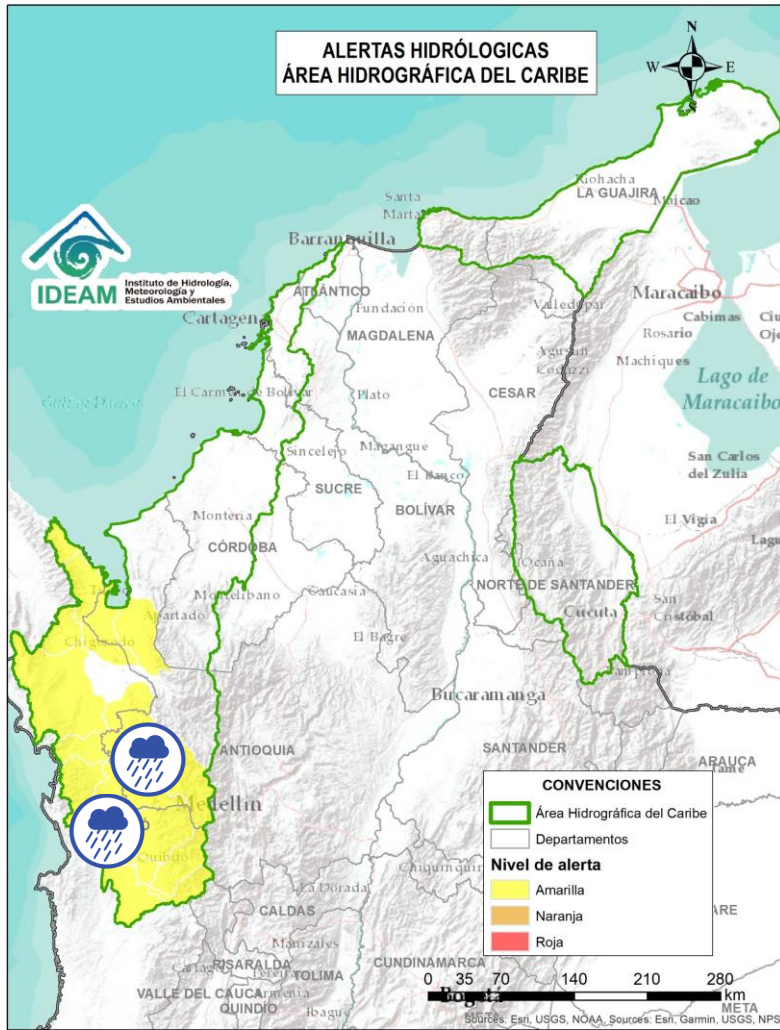 ALERTAS HIDRÓLOGICAS
ÁREA HIDROGRÁFICA DEL CARIBE
N
W
E
S
Riohacha
LA GUAJIRA
Maicao
Santa
Marta
Barranquilla
IDEAM
Instituto de Hidrología,
Meteorología y
Estudios Ambientales
ATLÁNTICO
Cartagena
Fundación
MAGDALENA
Valledupar
Maracaibo
Cabimas
Rosario
Agustín
Codazzi
Machiques
CESAR
Lago de
Maracaibo
El Carmen de Bolívar
Plato
Sincelejo
Magangué
El Banco
San Carlos
del Zulia
SUCRE
BOLÍVAR
Montería
CÓRDOBA
El Vigía
Aguachica
Ocaña
NORTE DE SANTANDER
Montelíbano
Caucasia
Apartado
Cúcuta
San
Cristóbal
El Bagre
Chigorodó
Pamplona
Bucaramanga
ANTIOQUIA
SANTANDER
ARAUCA
Medellín
Quibdó
CONVENCIONES
Área Hidrográfica del Caribe
Departamentos
Nivel de alerta
Amarilla
Naranja
Roja
La Dorada
CALDAS
Manizales
RISARALDA
TOLIMA
CUNDINAMARCA
VALLE DEL CAUCA
Armenia
QUINDÍO
Ibagué
Bogotá
META
0 35 70 140 210 280
km
Sources: Esri, USGS, NOAA, Sources: Esri, Garmin, USGS, NPS